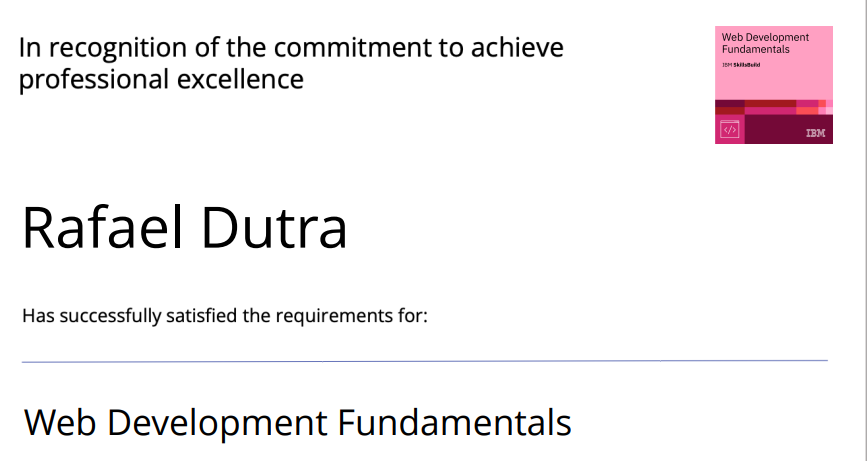 In recognition of the commitment to achieve
professional excellence
Web Development
Fundamentals
IBM SkillsBuild
</>
IBM
Rafael Dutra
Has successfully satisfied the requirements for:
Web Development Fundamentals